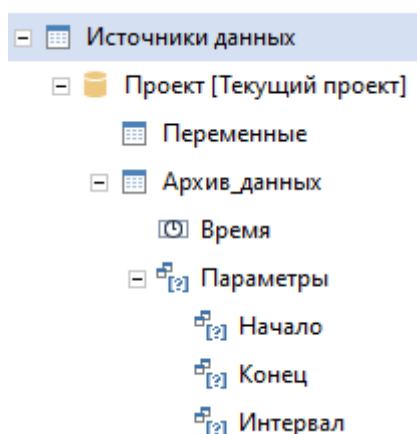 Источники данных
Проект [Текущий проект]
Переменные
Архив_данных
Время
Параметры
Начало
Конец
Интервал